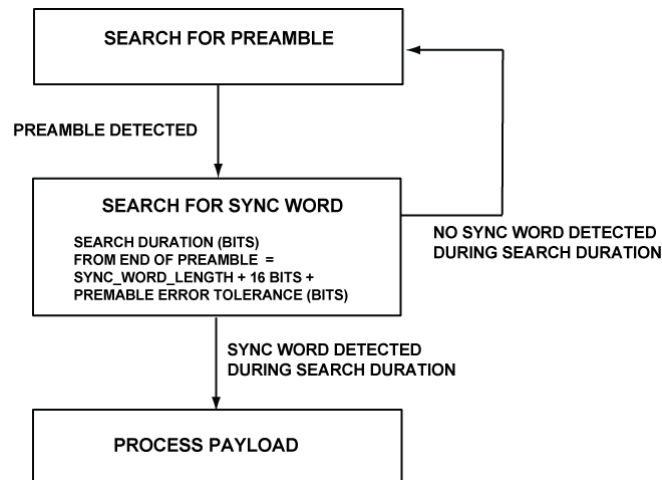 SEARCH FOR PREAMBLE
PREAMBLE DETECTED
SEARCH FOR SYNC WORD
SEARCH DURATION (BITS)
FROM END OF PREAMBLE =
SYNC_WORD_LENGTH + 16 BITS +
PREMABLE ERROR TOLERANCE (BITS)
NO SYNC WORD DETECTED
DURING SEARCH DURATION
SYNC WORD DETECTED
DURING SEARCH DURATION
PROCESS PAYLOAD